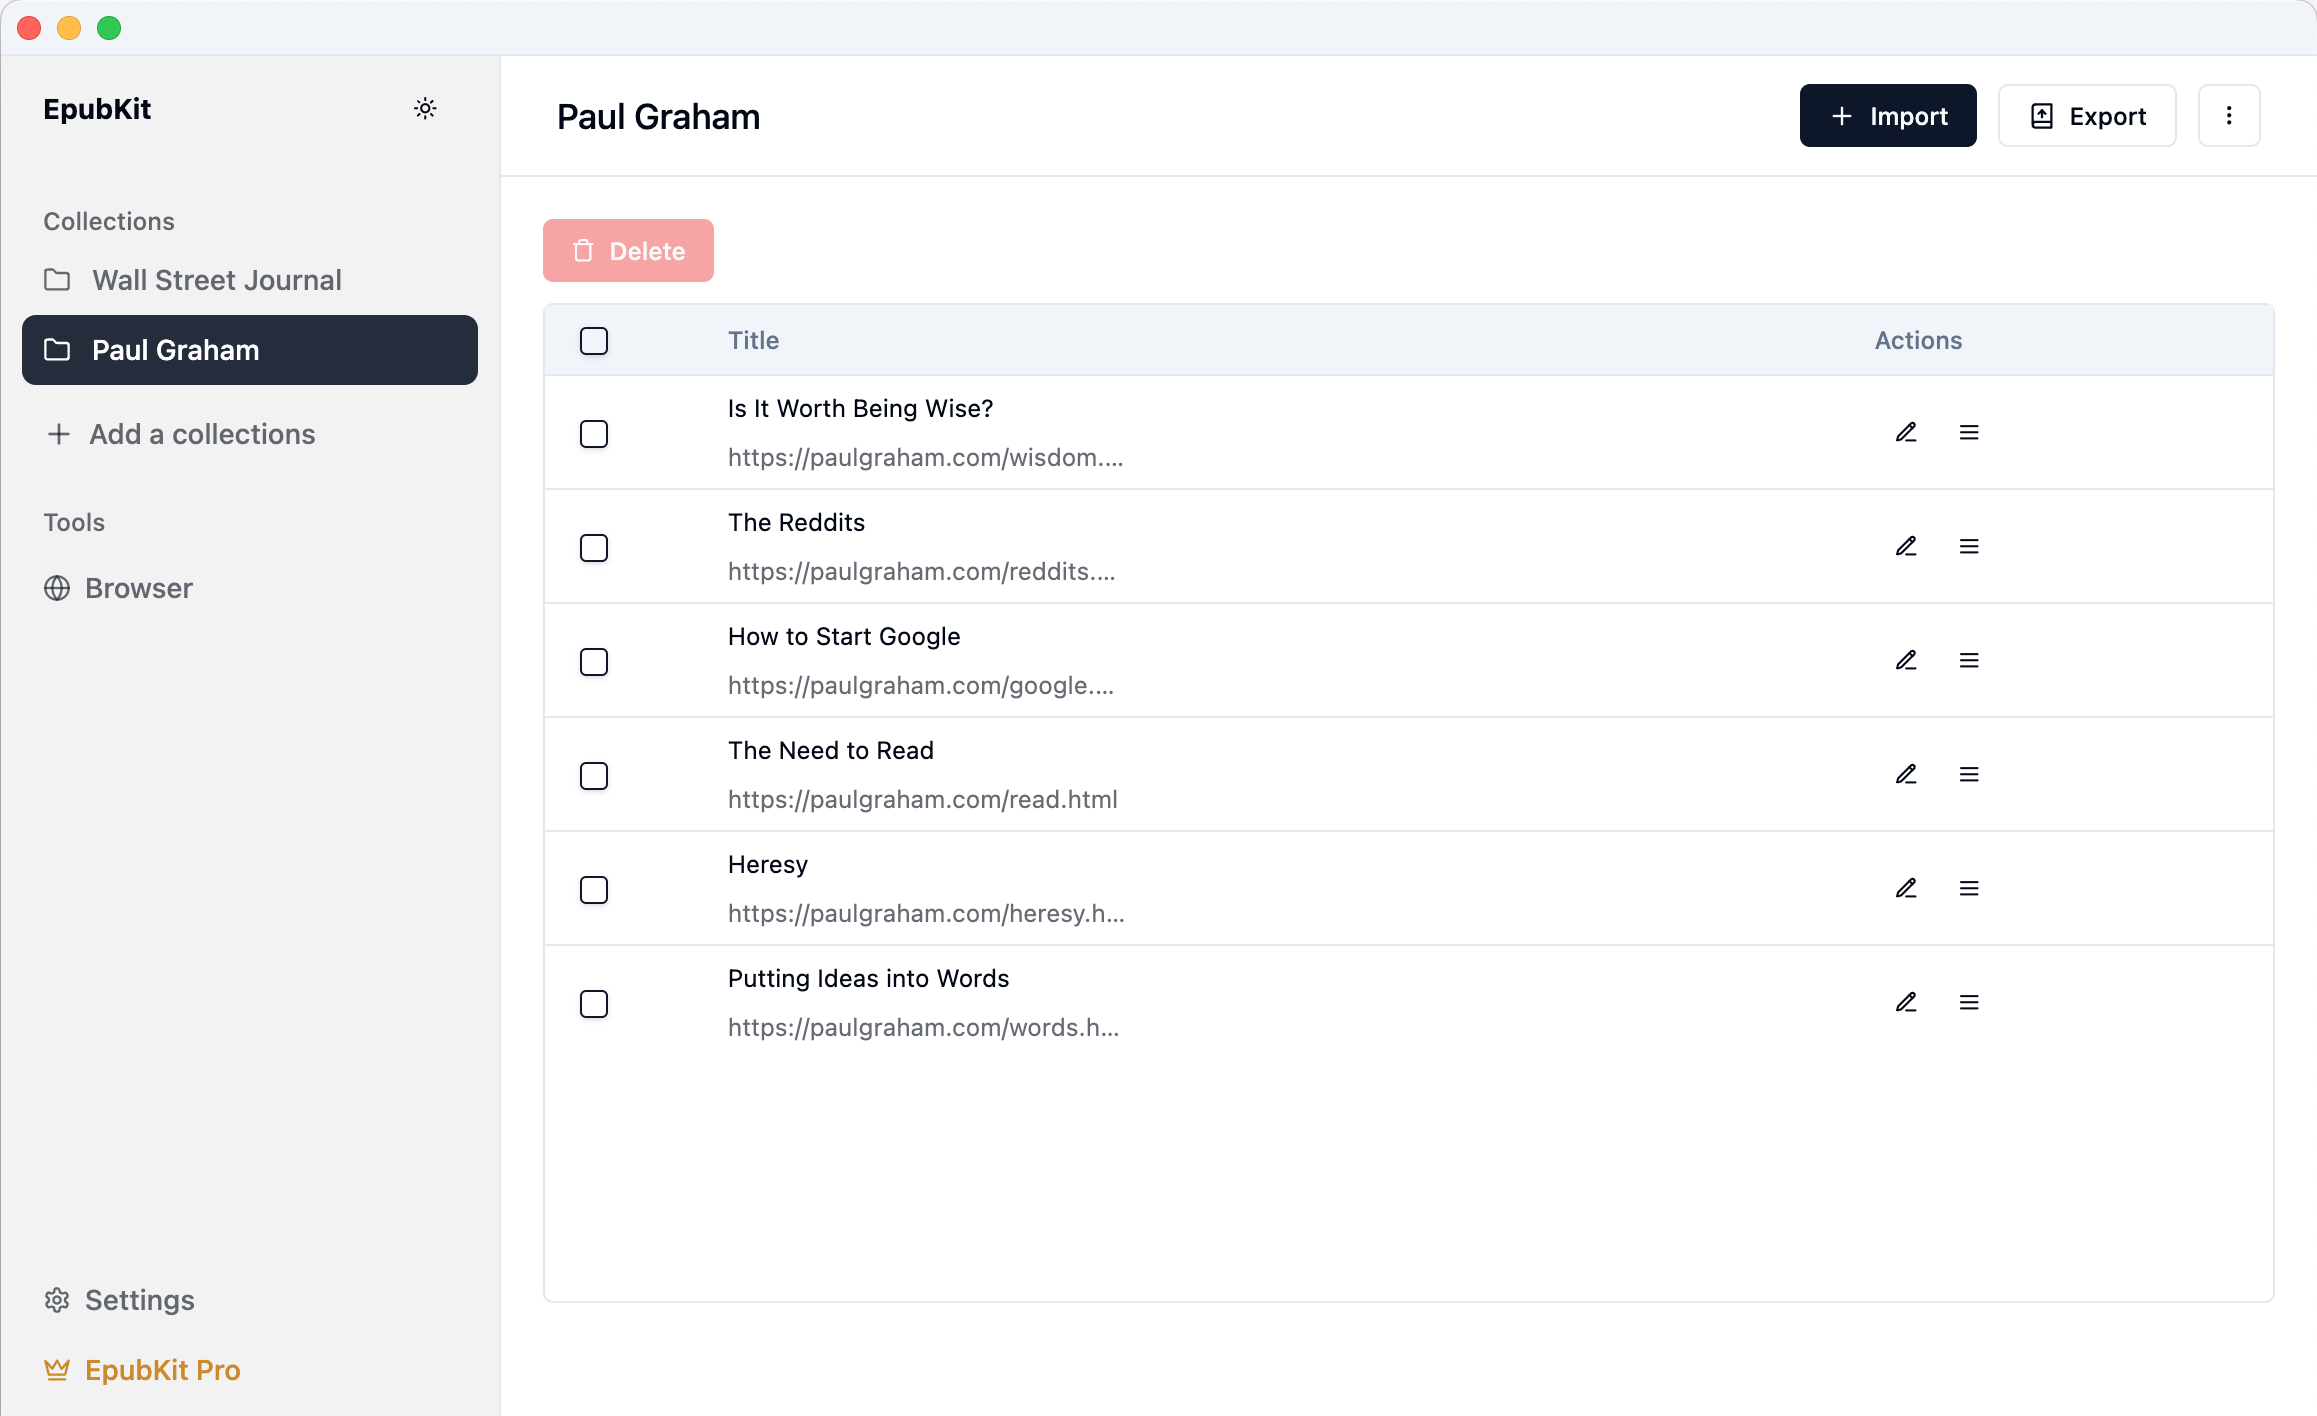 EpubKit
Collections
Wall Street Journal
Paul Graham
Add a collections
Tools
Browser
Settings
EpubKit Pro
Paul Graham
Import
Export
Delete
Title
Actions
Is It Worth Being Wise?
https://paulgraham.com/wisdom....
The Reddits
https://paulgraham.com/reddits....
How to Start Google
https://paulgraham.com/google....
The Need to Read
https://paulgraham.com/read.html
Heresy
https://paulgraham.com/heresy.h...
Putting Ideas into Words
https://paulgraham.com/words.h...